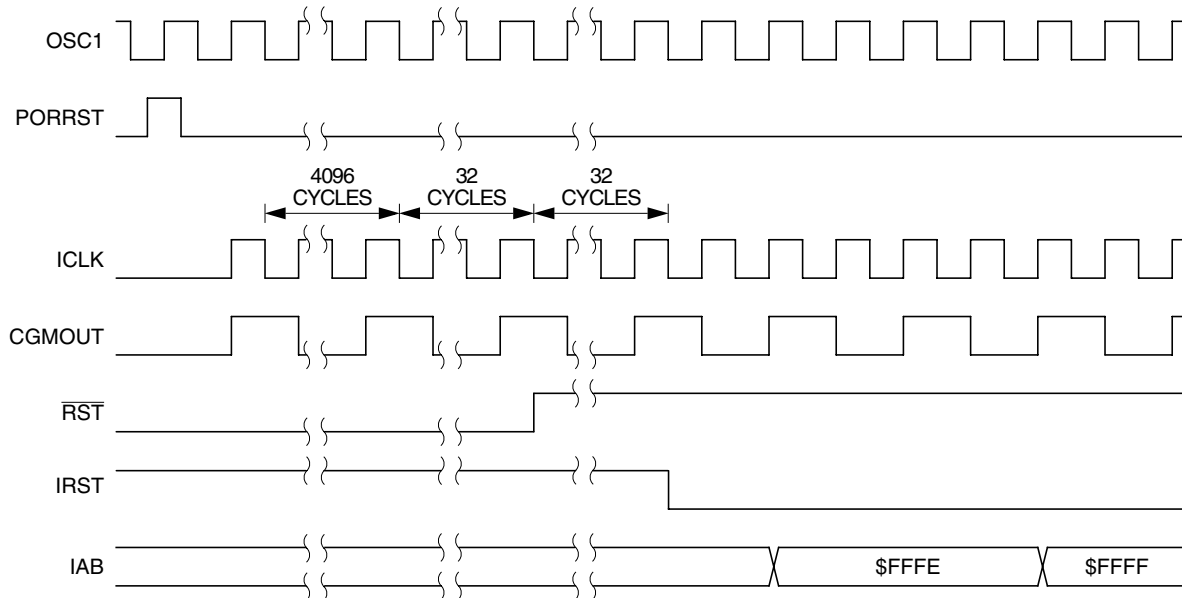 OSC1
PORRST
4096
CYCLES
32
CYCLES
32
CYCLES
ICLK
CGMOUT
RST
IRST
IAB
$FFFE
$FFFF